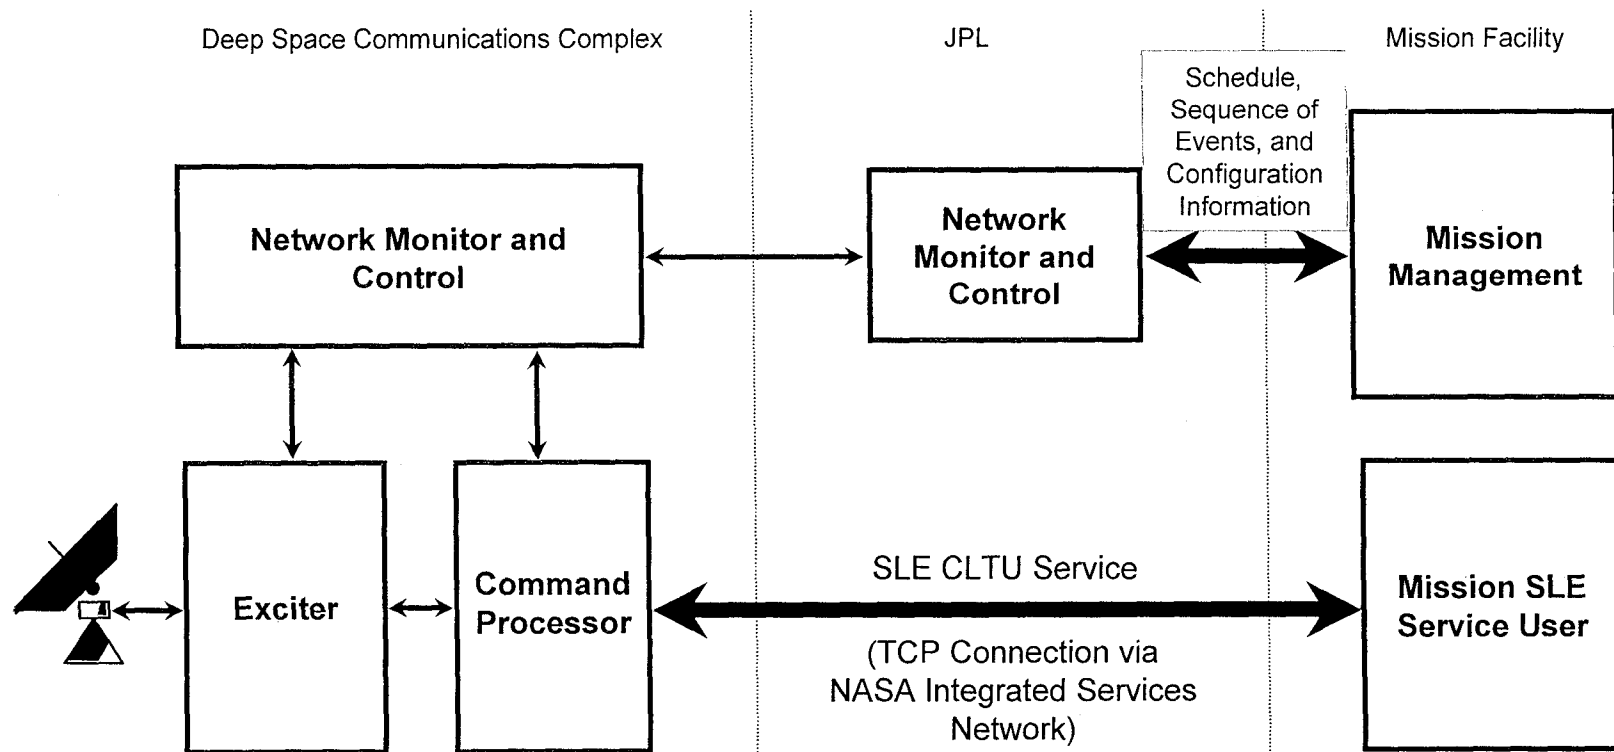 Deep Space Communications Complex
JPL
Mission Facility
Schedule,
Sequence of
Events, and
Configuration
Information
Network Monitor and
Control
Network
Monitor and
Control
Mission
Management
Exciter
Command
Processor
SLE CLTU Service
(TCP Connection via
NASA Integrated Services
Network)
Mission SLE
Service User